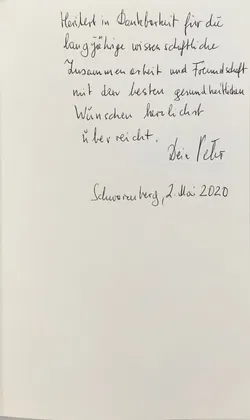 Heribert in Dankbarkeit für die
langjährige wissenschaftliche
Zusammenarbeit und Freundschaft
mit den besten gesundheitlichen
Wünschen herzlichst
überreicht.
Dein Peter
Schwarzenberg, 2. Mai 2020